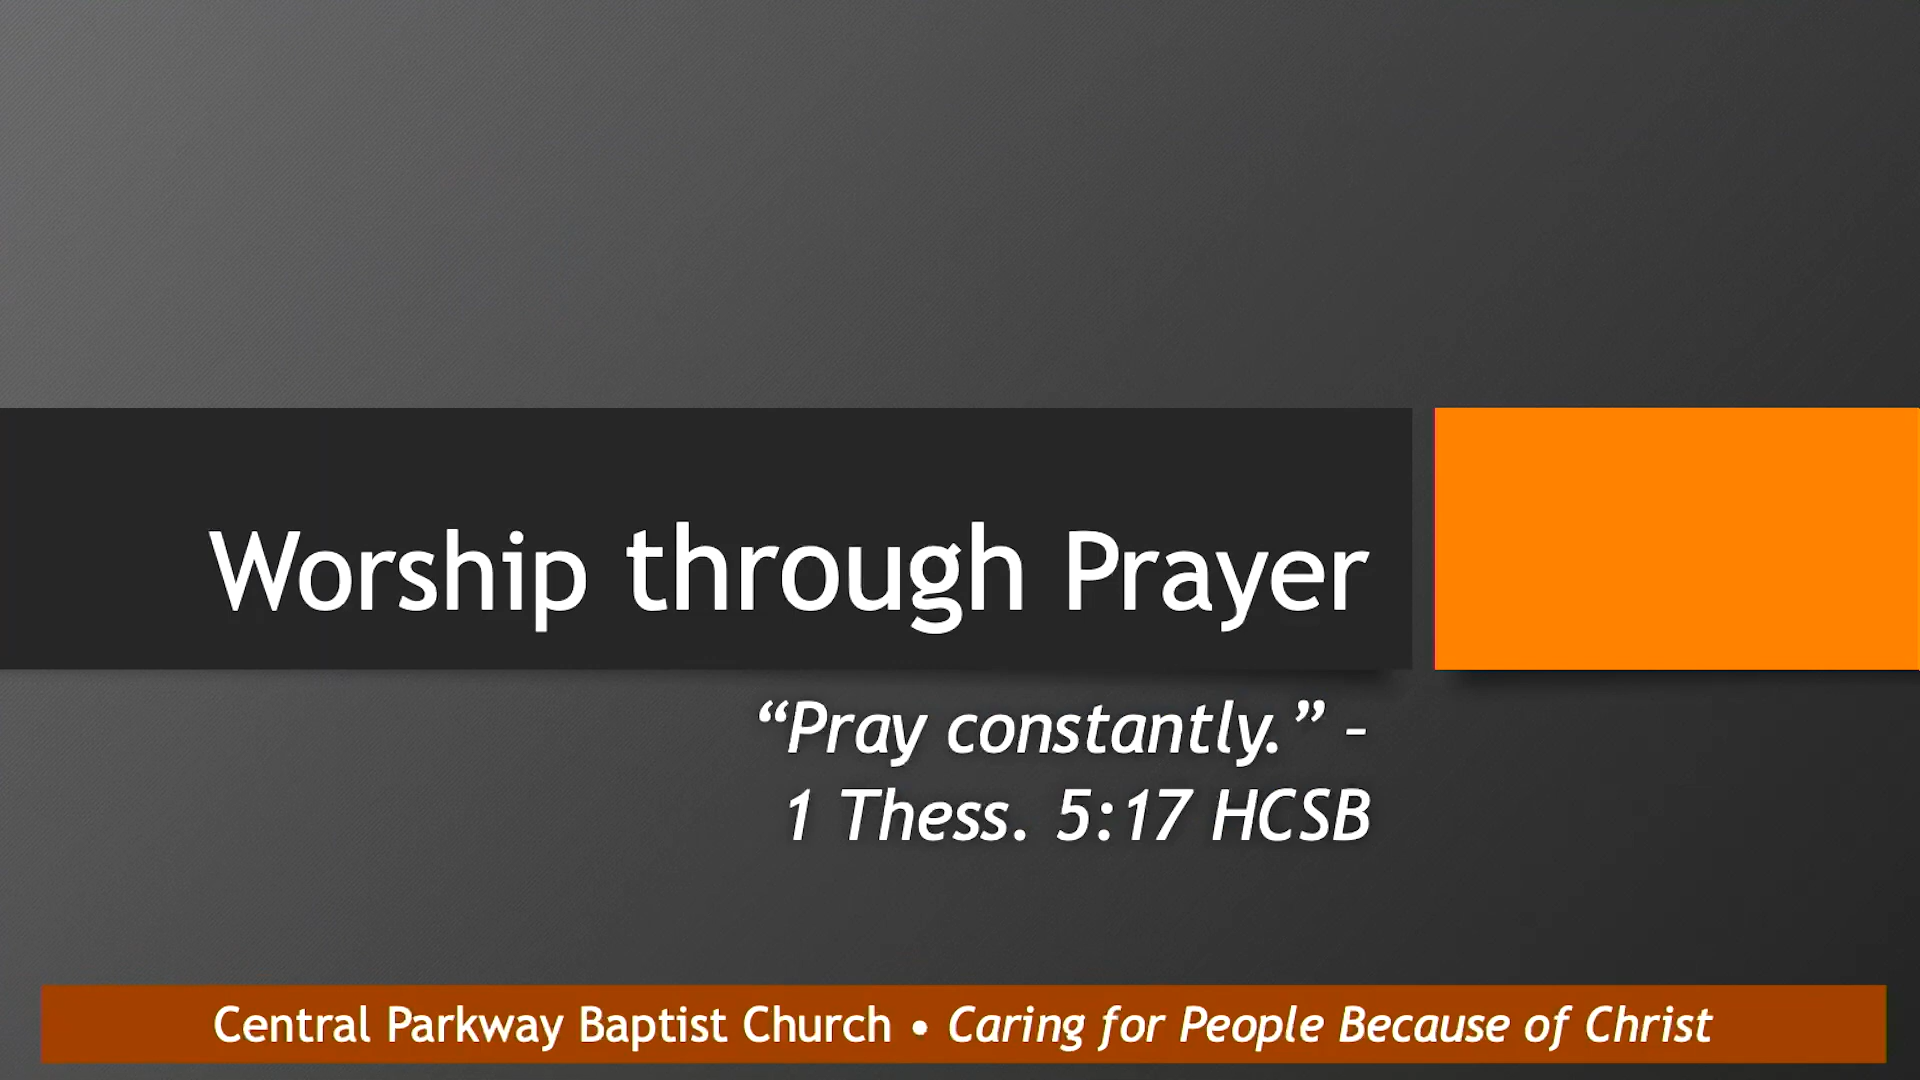 Worship through Prayer
“Pray constantly.” –
1 Thess. 5:17 HCSB
Central Parkway Baptist Church • Caring for People Because of Christ